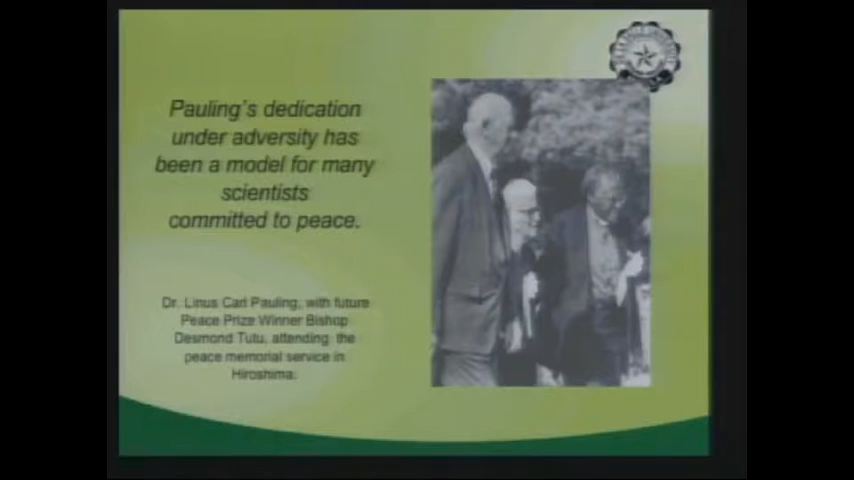 Pauling's dedication
under adversity has
been a model for many
scientists
committed to peace.
Dr. Linus Carl Pauling, with future
Peace Prize Winner Bishop
Desmond Tutu, attending the
peace memorial service in
Hiroshima.